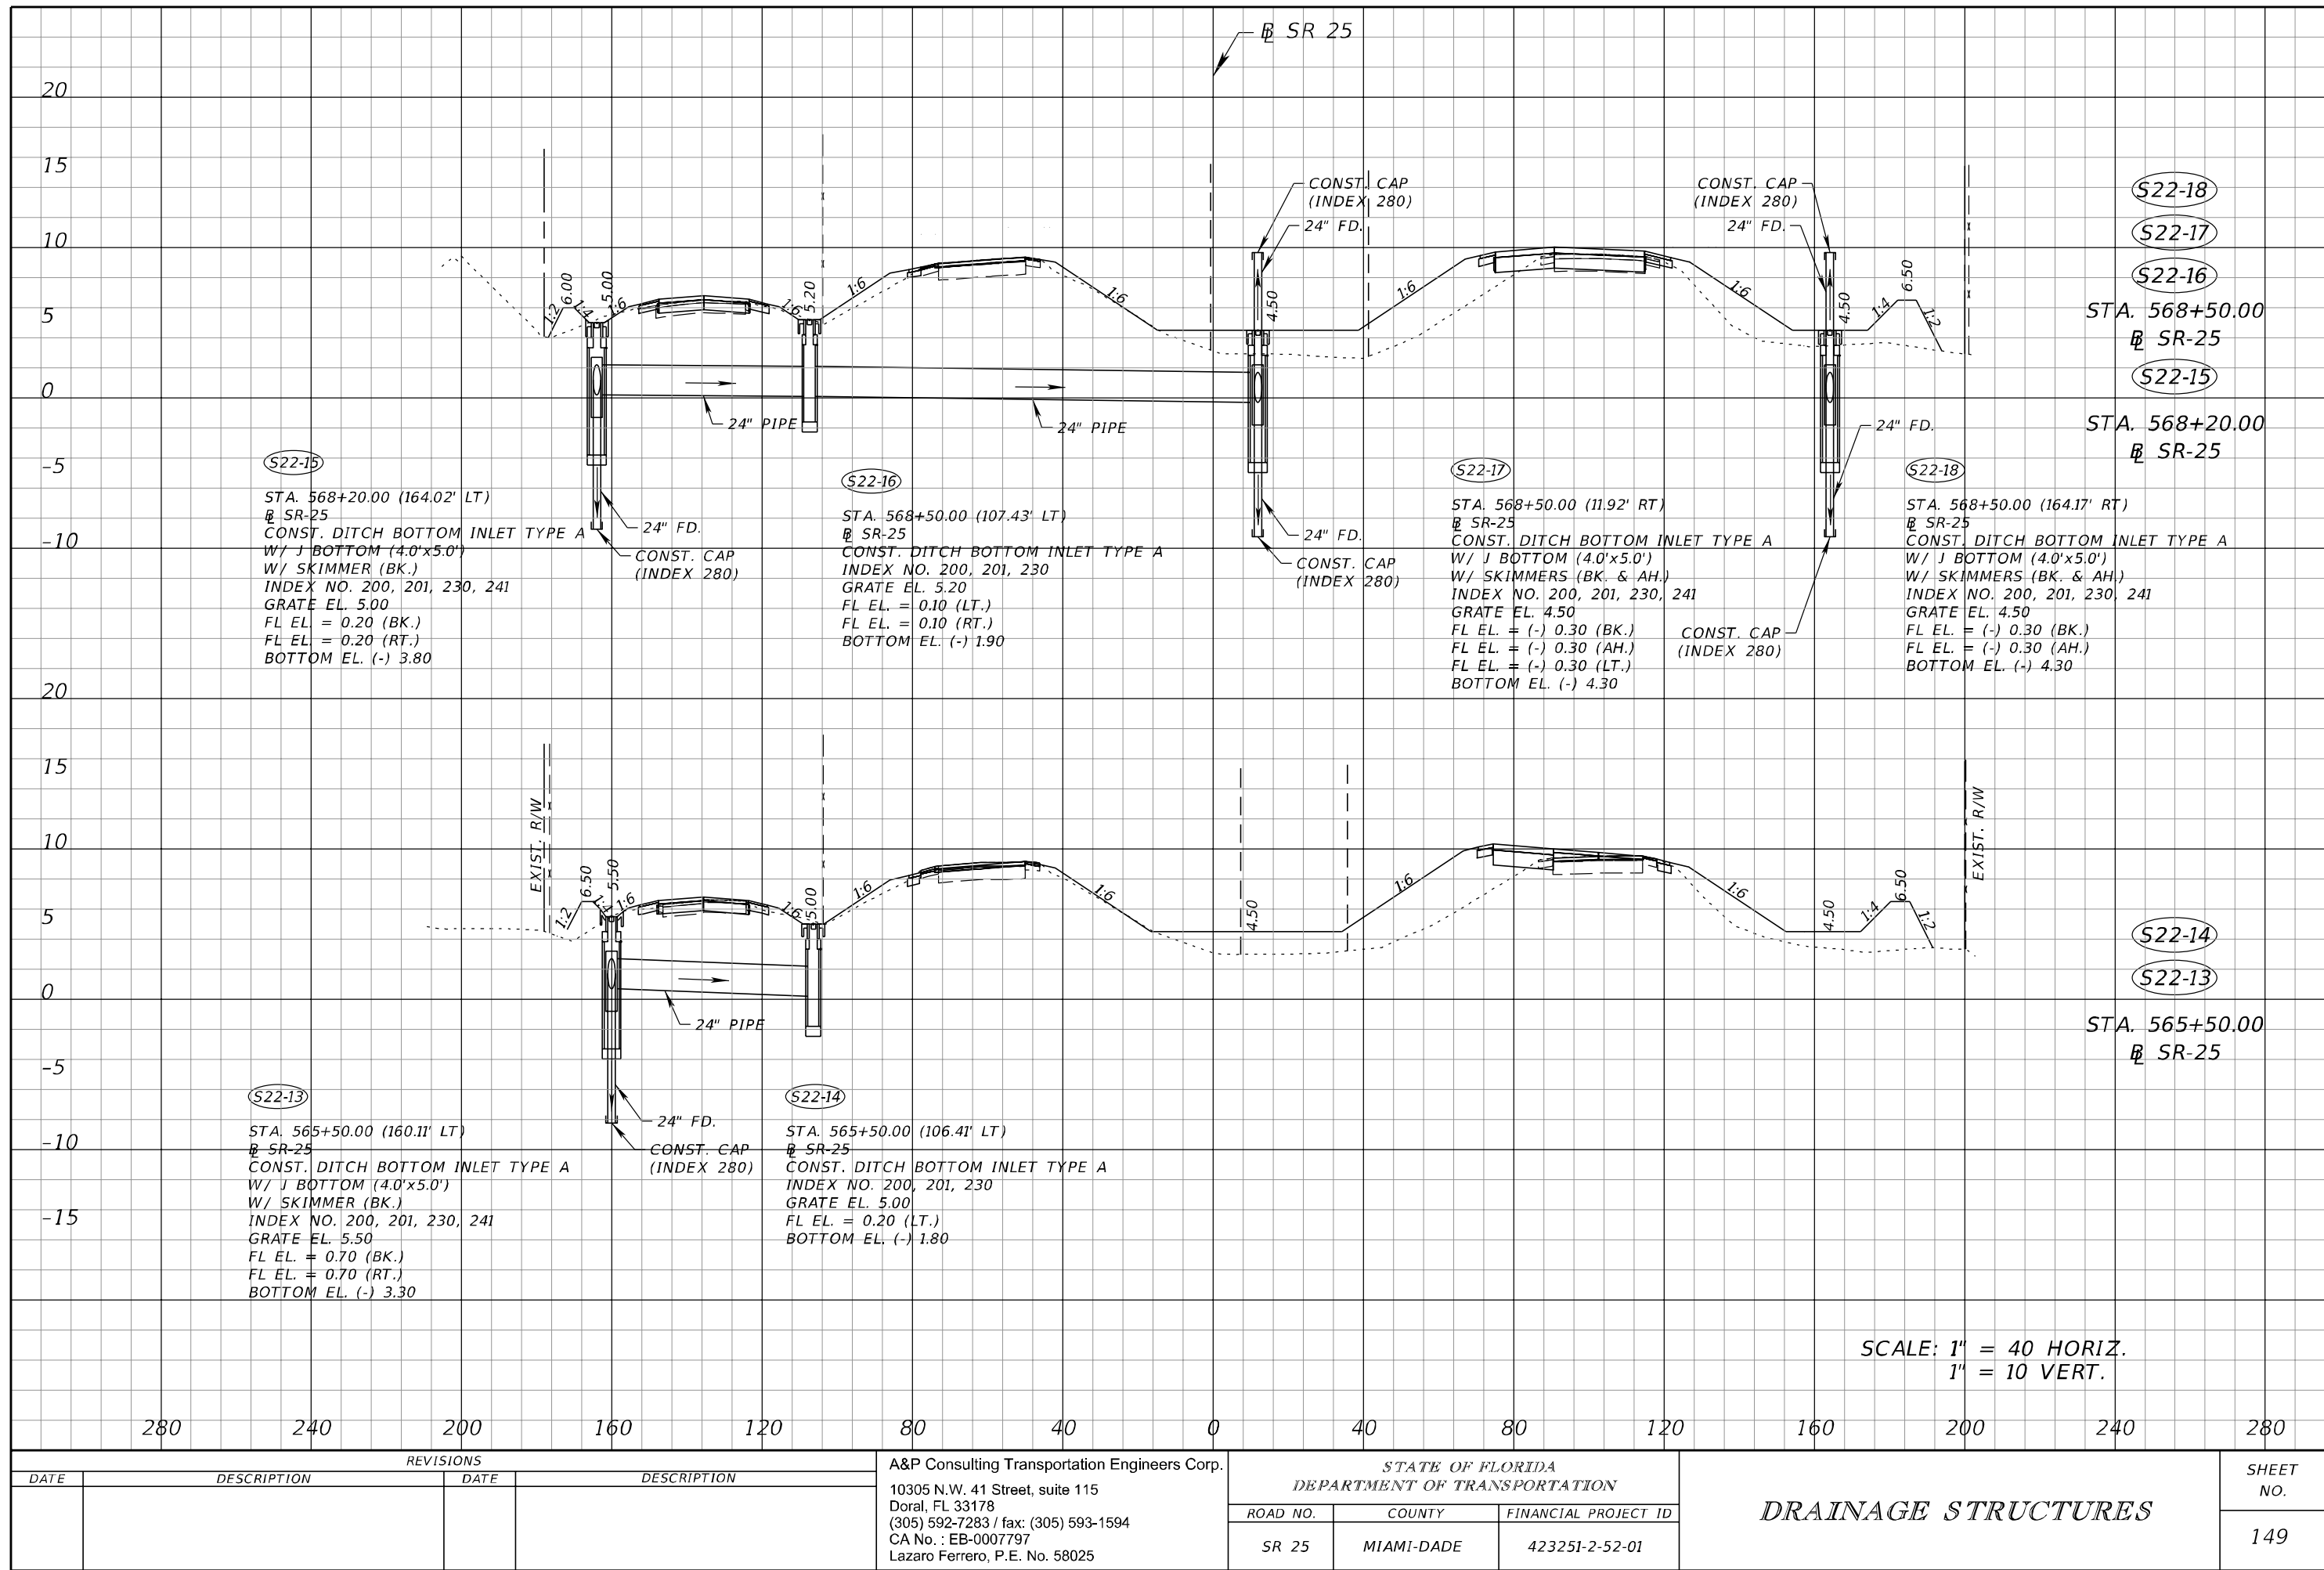 BL SR 25
20
15
10
5
0
-5
-10
CONST. CAP
(INDEX 280)
24" FD.
CONST. CAP
(INDEX 280)
24" FD.
S22-18
S22-17
S22-16
STA. 568+50.00
BL SR-25
S22-15
STA. 568+20.00
BL SR-25
1:2
6.00
1:4
5.00
1:6
1:6
5.20
1:6
1:6
4.50
1:6
1:6
4.50
1:4
6.50
1:2
24" PIPE
24" PIPE
24" FD.
S22-15
STA. 568+20.00 (164.02' LT)
BL SR-25
CONST. DITCH BOTTOM INLET TYPE A
W/ J BOTTOM (4.0'x5.0')
W/ SKIMMER (BK.)
INDEX NO. 200, 201, 230, 241
GRATE EL. 5.00
FL EL. = 0.20 (BK.)
FL EL. = 0.20 (RT.)
BOTTOM EL. (-) 3.80
24" FD.
CONST. CAP
(INDEX 280)
S22-16
STA. 568+50.00 (107.43' LT)
BL SR-25
CONST. DITCH BOTTOM INLET TYPE A
INDEX NO. 200, 201, 230
GRATE EL. 5.20
FL EL. = 0.10 (LT.)
FL EL. = 0.10 (RT.)
BOTTOM EL. (-) 1.90
24" FD.
CONST. CAP
(INDEX 280)
S22-17
STA. 568+50.00 (11.92' RT)
BL SR-25
CONST. DITCH BOTTOM INLET TYPE A
W/ J BOTTOM (4.0'x5.0')
W/ SKIMMERS (BK. & AH.)
INDEX NO. 200, 201, 230, 241
GRATE EL. 4.50
FL EL. = (-) 0.30 (BK.)
FL EL. = (-) 0.30 (AH.)
FL EL. = (-) 0.30 (LT.)
BOTTOM EL. (-) 4.30
CONST. CAP
(INDEX 280)
S22-18
STA. 568+50.00 (164.17' RT)
BL SR-25
CONST. DITCH BOTTOM INLET TYPE A
W/ J BOTTOM (4.0'x5.0')
W/ SKIMMERS (BK. & AH.)
INDEX NO. 200, 201, 230, 241
GRATE EL. 4.50
FL EL. = (-) 0.30 (BK.)
FL EL. = (-) 0.30 (AH.)
BOTTOM EL. (-) 4.30
20
15
10
5
0
-5
-10
-15
EXIST. R/W
1:2
6.50
1:4
5.50
1:6
1:6
5.00
1:6
1:6
4.50
1:6
1:6
4.50
1:4
6.50
1:2
EXIST. R/W
S22-14
S22-13
STA. 565+50.00
BL SR-25
24" PIPE
S22-13
STA. 565+50.00 (160.11' LT)
BL SR-25
CONST. DITCH BOTTOM INLET TYPE A
W/ J BOTTOM (4.0'x5.0')
W/ SKIMMER (BK.)
INDEX NO. 200, 201, 230, 241
GRATE EL. 5.50
FL EL. = 0.70 (BK.)
FL EL. = 0.70 (RT.)
BOTTOM EL. (-) 3.30
24" FD.
CONST. CAP
(INDEX 280)
S22-14
STA. 565+50.00 (106.41' LT)
BL SR-25
CONST. DITCH BOTTOM INLET TYPE A
INDEX NO. 200, 201, 230
GRATE EL. 5.00
FL EL. = 0.20 (LT.)
BOTTOM EL. (-) 1.80
SCALE: 1" = 40 HORIZ.
1" = 10 VERT.
280 240 200 160 120 80 40 0 40 80 120 160 200 240 280
REVISIONS
DATE DESCRIPTION DATE DESCRIPTION
A&P Consulting Transportation Engineers Corp.
10305 N.W. 41 Street, suite 115
Doral, FL 33178
(305) 592-7283 / fax: (305) 593-1594
CA No. : EB-0007797
Lazaro Ferrero, P.E. No. 58025
STATE OF FLORIDA
DEPARTMENT OF TRANSPORTATION
ROAD NO. COUNTY FINANCIAL PROJECT ID
SR 25 MIAMI-DADE 423251-2-52-01
DRAINAGE STRUCTURES
SHEET
NO.
149